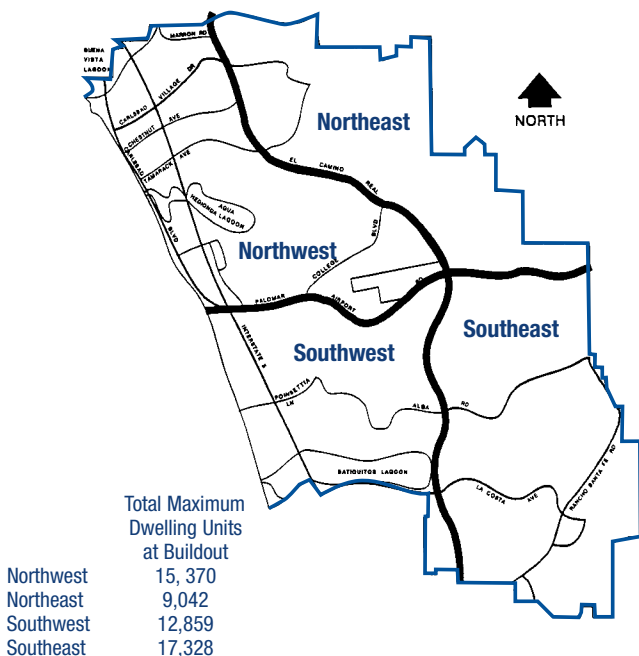 MARRON RD
BUENA
VISTA
LAGOON
CARLSBAD VILLAGE DR
CHESTNUT AVE
TAMARACK AVE
CARLSBAD
BLVD
AGUA
HEDIONDA LAGOON
Northeast
NORTH
EL CAMINO REAL
Northwest
COLLEGE
BLVD
PALOMAR AIRPORT RD
INTERSTATE 5
Southwest
Southeast
POINSETTIA
LN
ALGA RD
BATIQUITOS LAGOON
LA COSTA AVE
RANCHO SANTA FE RD
Total Maximum
Dwelling Units
at Buildout
Northwest 15, 370
Northeast 9,042
Southwest 12,859
Southeast 17,328